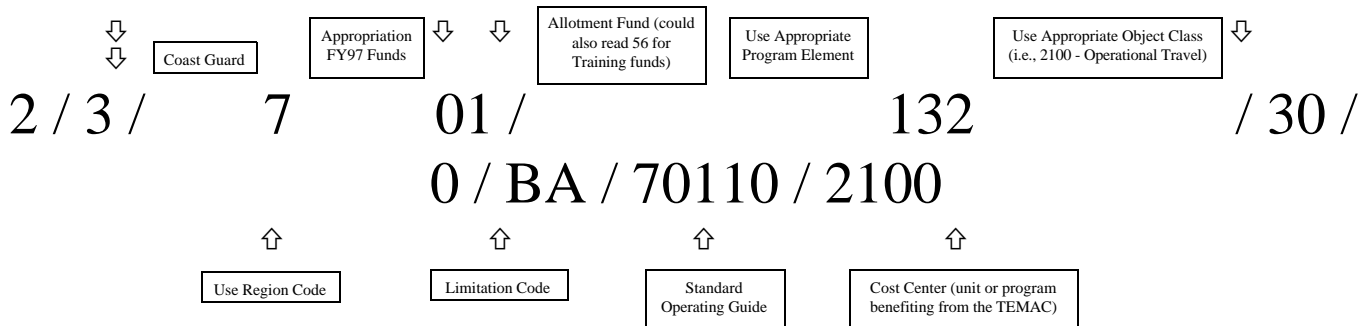 Coast Guard
Appropriation
FY97 Funds
Allotment Fund (could
also read 56 for
Training funds)
Use Appropriate
Program Element
Use Appropriate Object Class
(i.e., 2100 - Operational Travel)
2 / 3 / 7 01 / 132 / 30 /
0 / BA / 70110 / 2100
Use Region Code
Limitation Code
Standard
Operating Guide
Cost Center (unit or program
benefiting from the TEMAC)